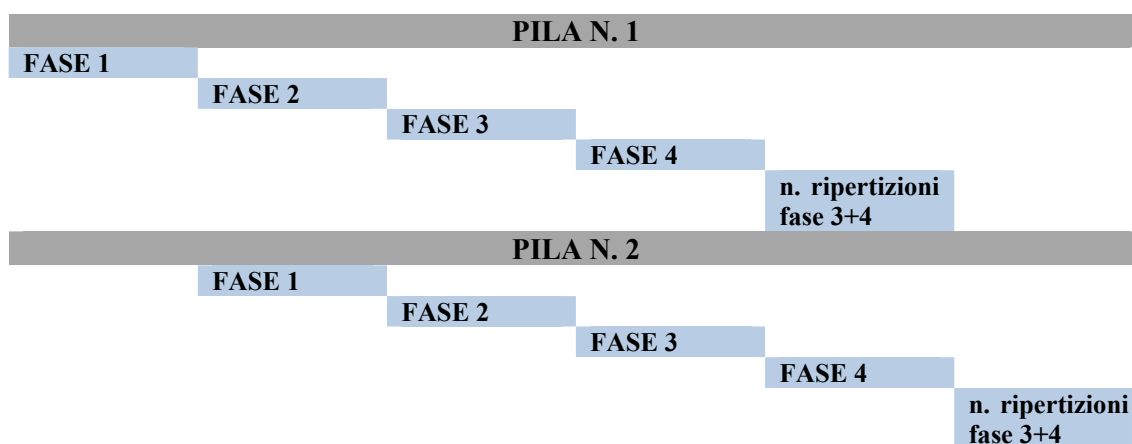 PILA N. 1
FASE 1
FASE 2
FASE 3
FASE 4
n. ripertizioni
fase 3+4
PILA N. 2
FASE 1
FASE 2
FASE 3
FASE 4
n. ripertizioni
fase 3+4